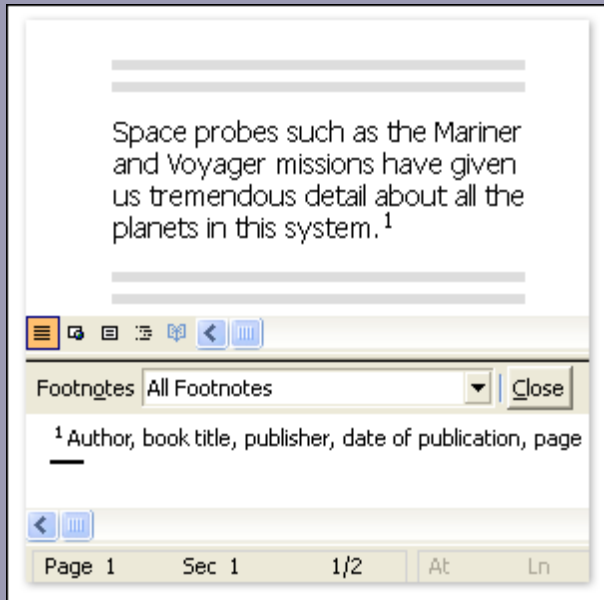 Space probes such as the Mariner
and Voyager missions have given
us tremendous detail about all the
planets in this system.1
Footnotes All Footnotes Close
1 Author, book title, publisher, date of publication, page
Page 1 Sec 1 1/2 At Ln